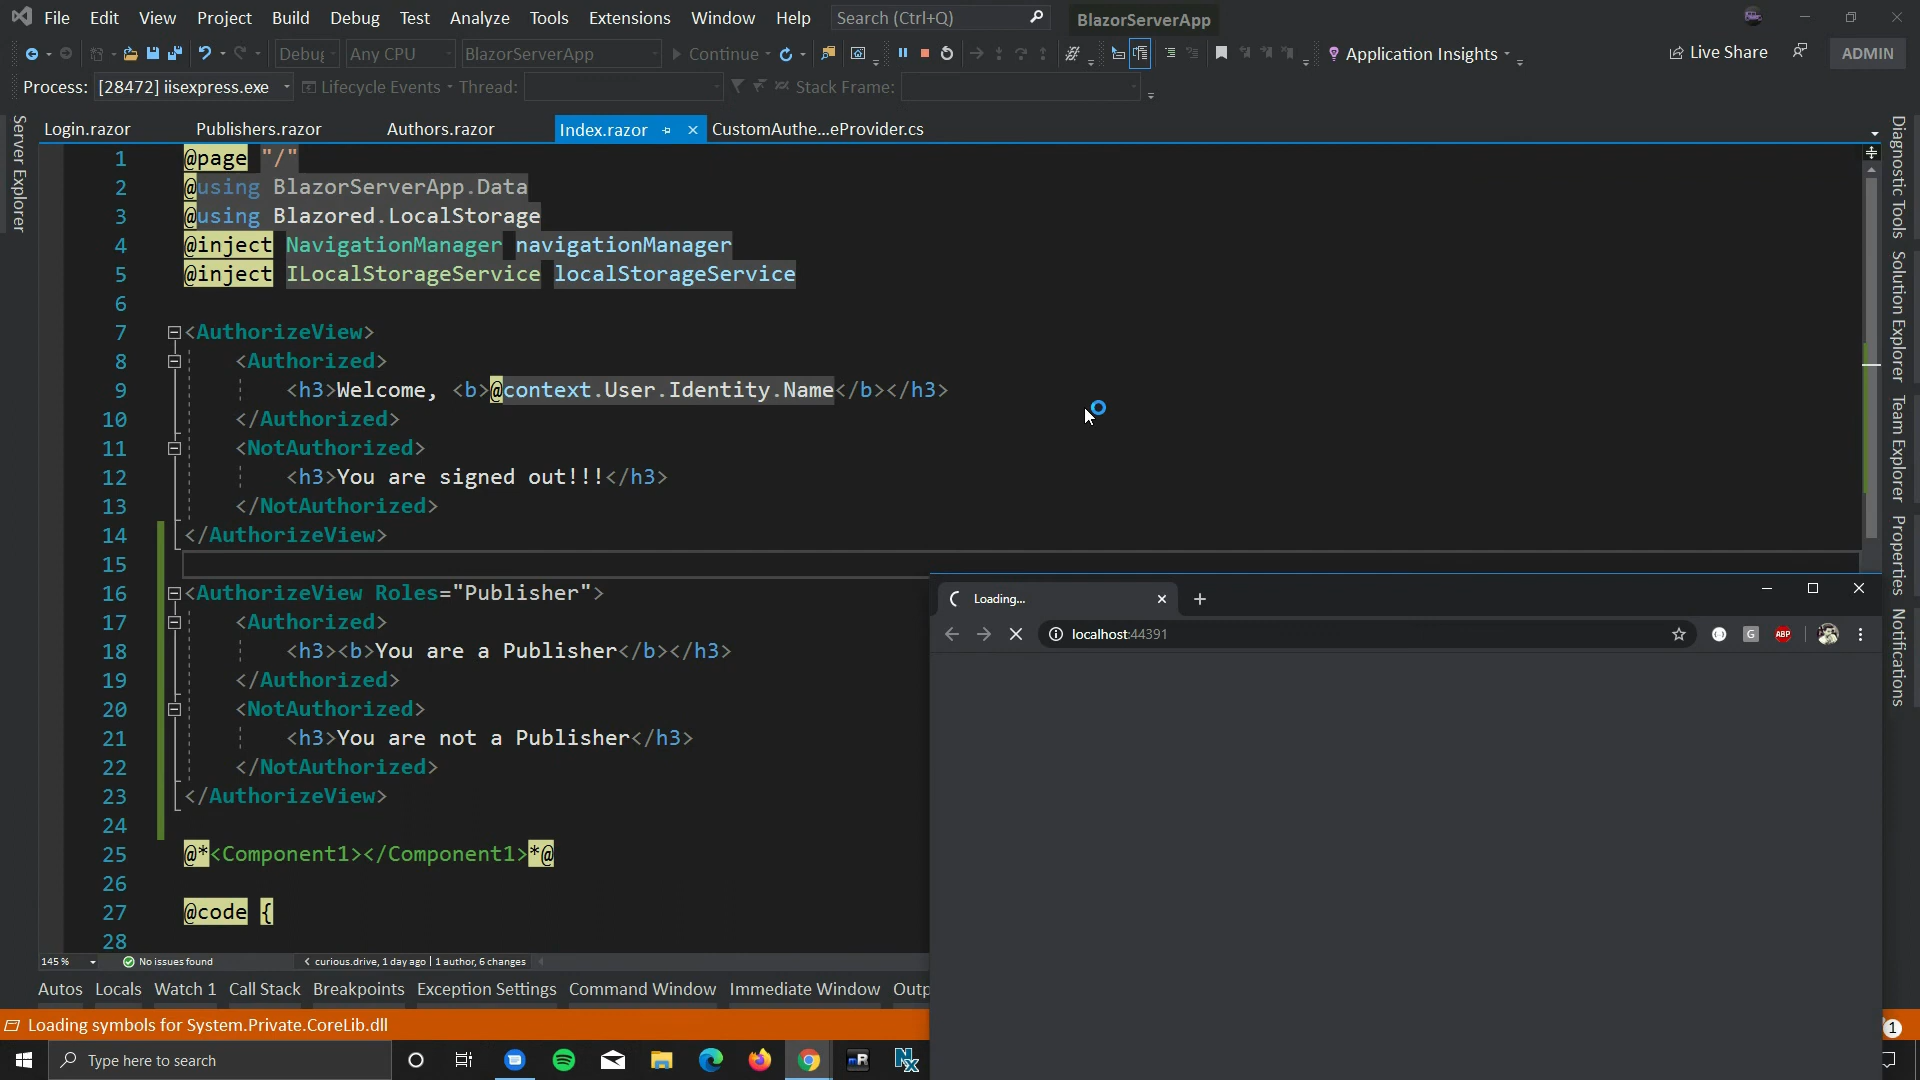 File Edit View Project Build Debug Test Analyze Tools Extensions Window Help Search (Ctrl+Q) BlazorServerApp
Debug Any CPU BlazorServerApp Continue Application Insights Live Share ADMIN
Process: [28472] iisexpress.exe Lifecycle Events Thread: Stack Frame:
Login.razor Publishers.razor Authors.razor Index.razor CustomAuthe...eProvider.cs
Server Explorer
1 @page "/"
2 @using BlazorServerApp.Data
3 @using Blazored.LocalStorage
4 @inject NavigationManager navigationManager
5 @inject ILocalStorageService localStorageService
6
7 <AuthorizeView>
8 <Authorized>
9 <h3>Welcome, <b>@context.User.Identity.Name</b></h3>
10 </Authorized>
11 <NotAuthorized>
12 <h3>You are signed out!!!</h3>
13 </NotAuthorized>
14 </AuthorizeView>
15
16 <AuthorizeView Roles="Publisher">
17 <Authorized>
18 <h3><b>You are a Publisher</b></h3>
19 </Authorized>
20 <NotAuthorized>
21 <h3>You are not a Publisher</h3>
22 </NotAuthorized>
23 </AuthorizeView>
24
25 @*<Component1></Component1>*@
26
27 @code {
28
Diagnostic Tools
Solution Explorer
Team Explorer
Properties
Notifications
Loading...
localhost:44391
G ABP
145 % No issues found curious.drive, 1 day ago | 1 author, 6 changes
Autos Locals Watch 1 Call Stack Breakpoints Exception Settings Command Window Immediate Window Outp
Loading symbols for System.Private.CoreLib.dll
1
Type here to search